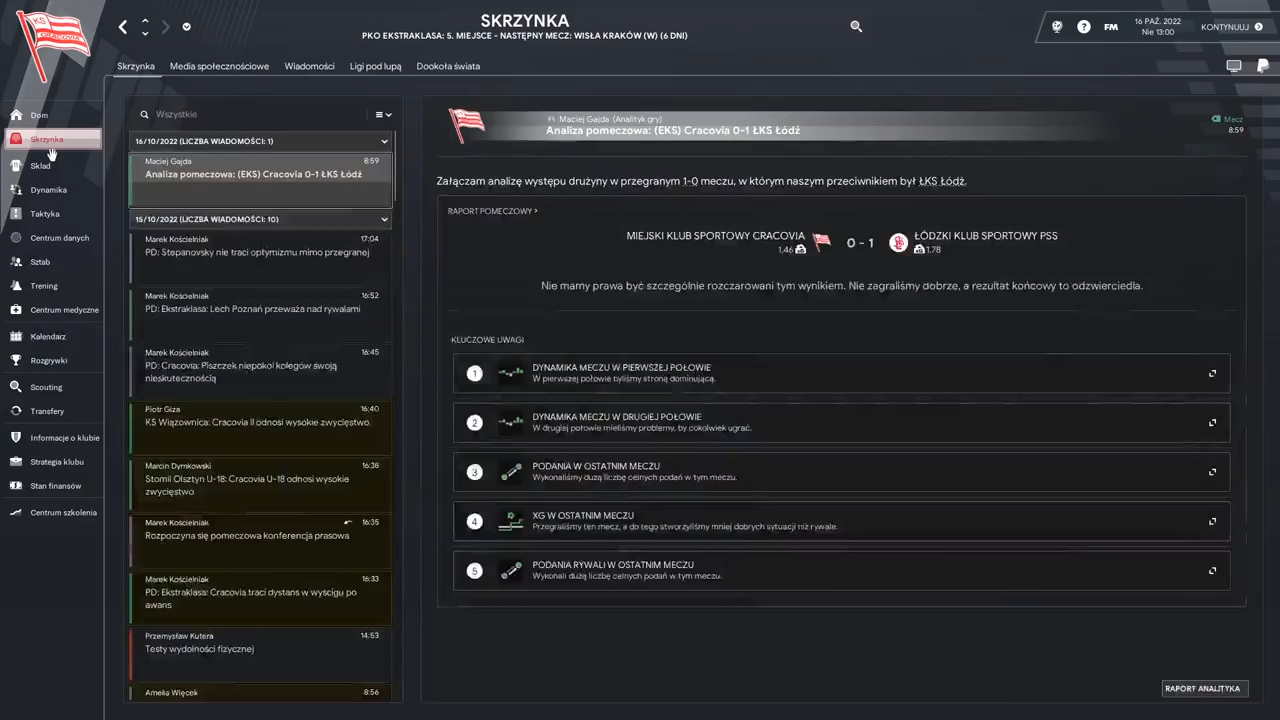 KS
CRACOVIA
SKRZYNKA
PKO EKSTRAKLASA: 5. MIEJSCE - NASTĘPNY MECZ: WISŁA KRAKÓW (W) (6 DNI)
FM
16 PAŹ. 2022
Nie 13:00
KONTYNUUJ
Skrzynka
Media społecznościowe
Wiadomości
Ligi pod lupą
Dookoła świata
Dom
Skrzynka
Skład
Dynamika
Taktyka
Centrum danych
Sztab
Trening
Centrum medyczne
Kalendarz
Rozgrywki
Scouting
Transfery
Informacje o klubie
Strategia klubu
Stan finansów
Centrum szkolenia
Wszystkie
16/10/2022 (LICZBA WIADOMOŚCI: 1)
Maciej Gajda 8:59
Analiza pomeczowa: (EKS) Cracovia 0-1 ŁKS Łódź
15/10/2022 (LICZBA WIADOMOŚCI: 10)
Marek Kościelniak 17:04
PD: Stepanovsky nie traci optymizmu mimo przegranej
Marek Kościelniak 16:52
PD: Ekstraklasa: Lech Poznań przeważa nad rywalami
Marek Kościelniak 16:45
PD: Cracovia: Piszczek niepokoi kolegów swoją
nieskutecznością
Piotr Giza 16:40
KS Wiązownica: Cracovia II odnosi wysokie zwycięstwo
Marcin Dymkowski 16:38
Stomil Olsztyn U-18: Cracovia U-18 odnosi wysokie
zwycięstwo
Marek Kościelniak 16:35
Rozpoczyna się pomeczowa konferencja prasowa
Marek Kościelniak 16:33
PD: Ekstraklasa: Cracovia traci dystans w wyścigu po
awans
Przemysław Kutera 14:53
Testy wydolności fizycznej
Amelia Więcek 8:56
Maciej Gajda (Analityk gry)
Analiza pomeczowa: (EKS) Cracovia 0-1 ŁKS Łódź
Mecz
8:59
Załączam analizę występu drużyny w przegranym 1-0 meczu, w którym naszym przeciwnikiem był ŁKS Łódź.
RAPORT POMECZOWY >
MIEJSKI KLUB SPORTOWY CRACOVIA
1,46
0 - 1
ŁÓDZKI KLUB SPORTOWY PSS
1.78
Nie mamy prawa być szczególnie rozczarowani tym wynikiem. Nie zagraliśmy dobrze, a rezultat końcowy to odzwierciedla.
KLUCZOWE UWAGI
1
DYNAMIKA MECZU W PIERWSZEJ POŁOWIE
W pierwszej połowie byliśmy stroną dominującą.
2
DYNAMIKA MECZU W DRUGIEJ POŁOWIE
W drugiej połowie mieliśmy problemy, by cokolwiek ugrać.
3
PODANIA W OSTATNIM MECZU
Wykonaliśmy dużą liczbę celnych podań w tym meczu.
4
XG W OSTATNIM MECZU
Przegraliśmy ten mecz, a do tego stworzyliśmy mniej dobrych sytuacji niż rywale.
5
PODANIA RYWALI W OSTATNIM MECZU
Wykonali dużą liczbę celnych podań w tym meczu.
RAPORT ANALITYKA